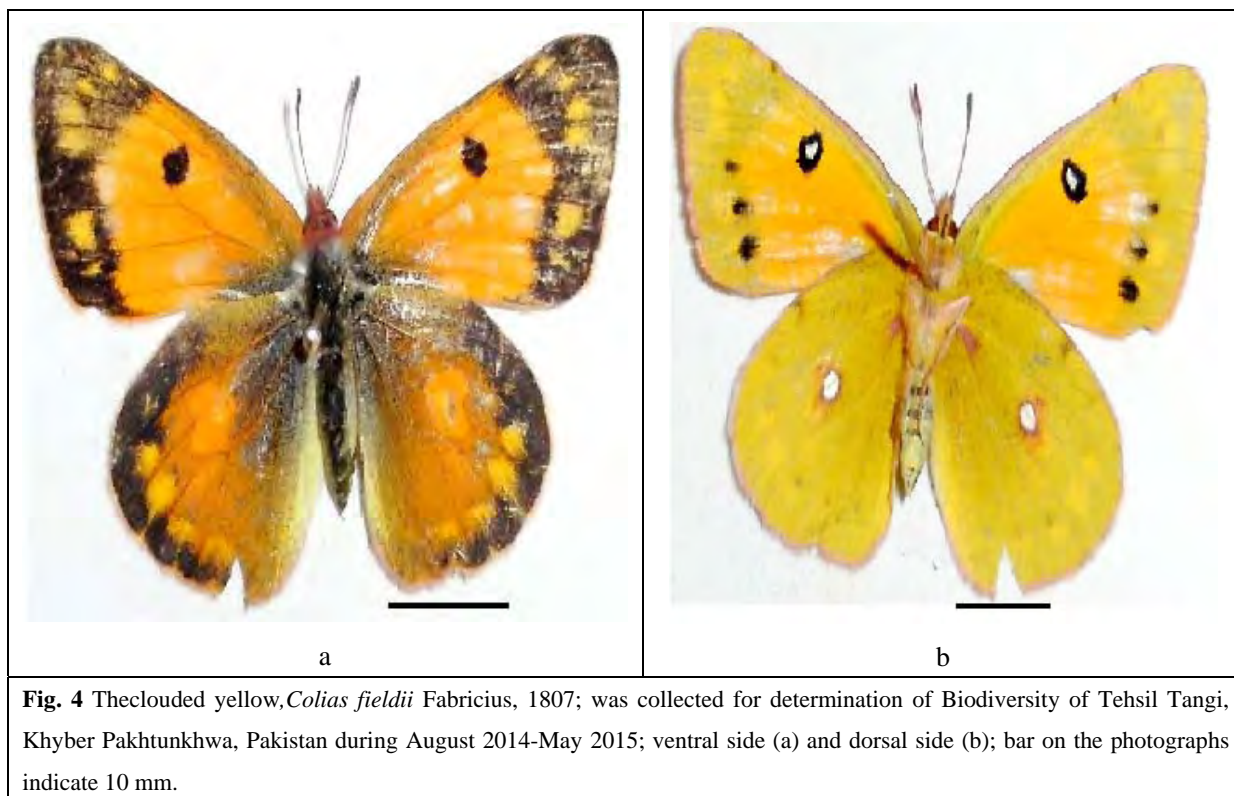 a
b
Fig. 4 Theclouded yellow,Colias fieldii Fabricius, 1807; was collected for determination of Biodiversity of Tehsil Tangi,
Khyber Pakhtunkhwa, Pakistan during August 2014-May 2015; ventral side (a) and dorsal side (b); bar on the photographs
indicate 10 mm.